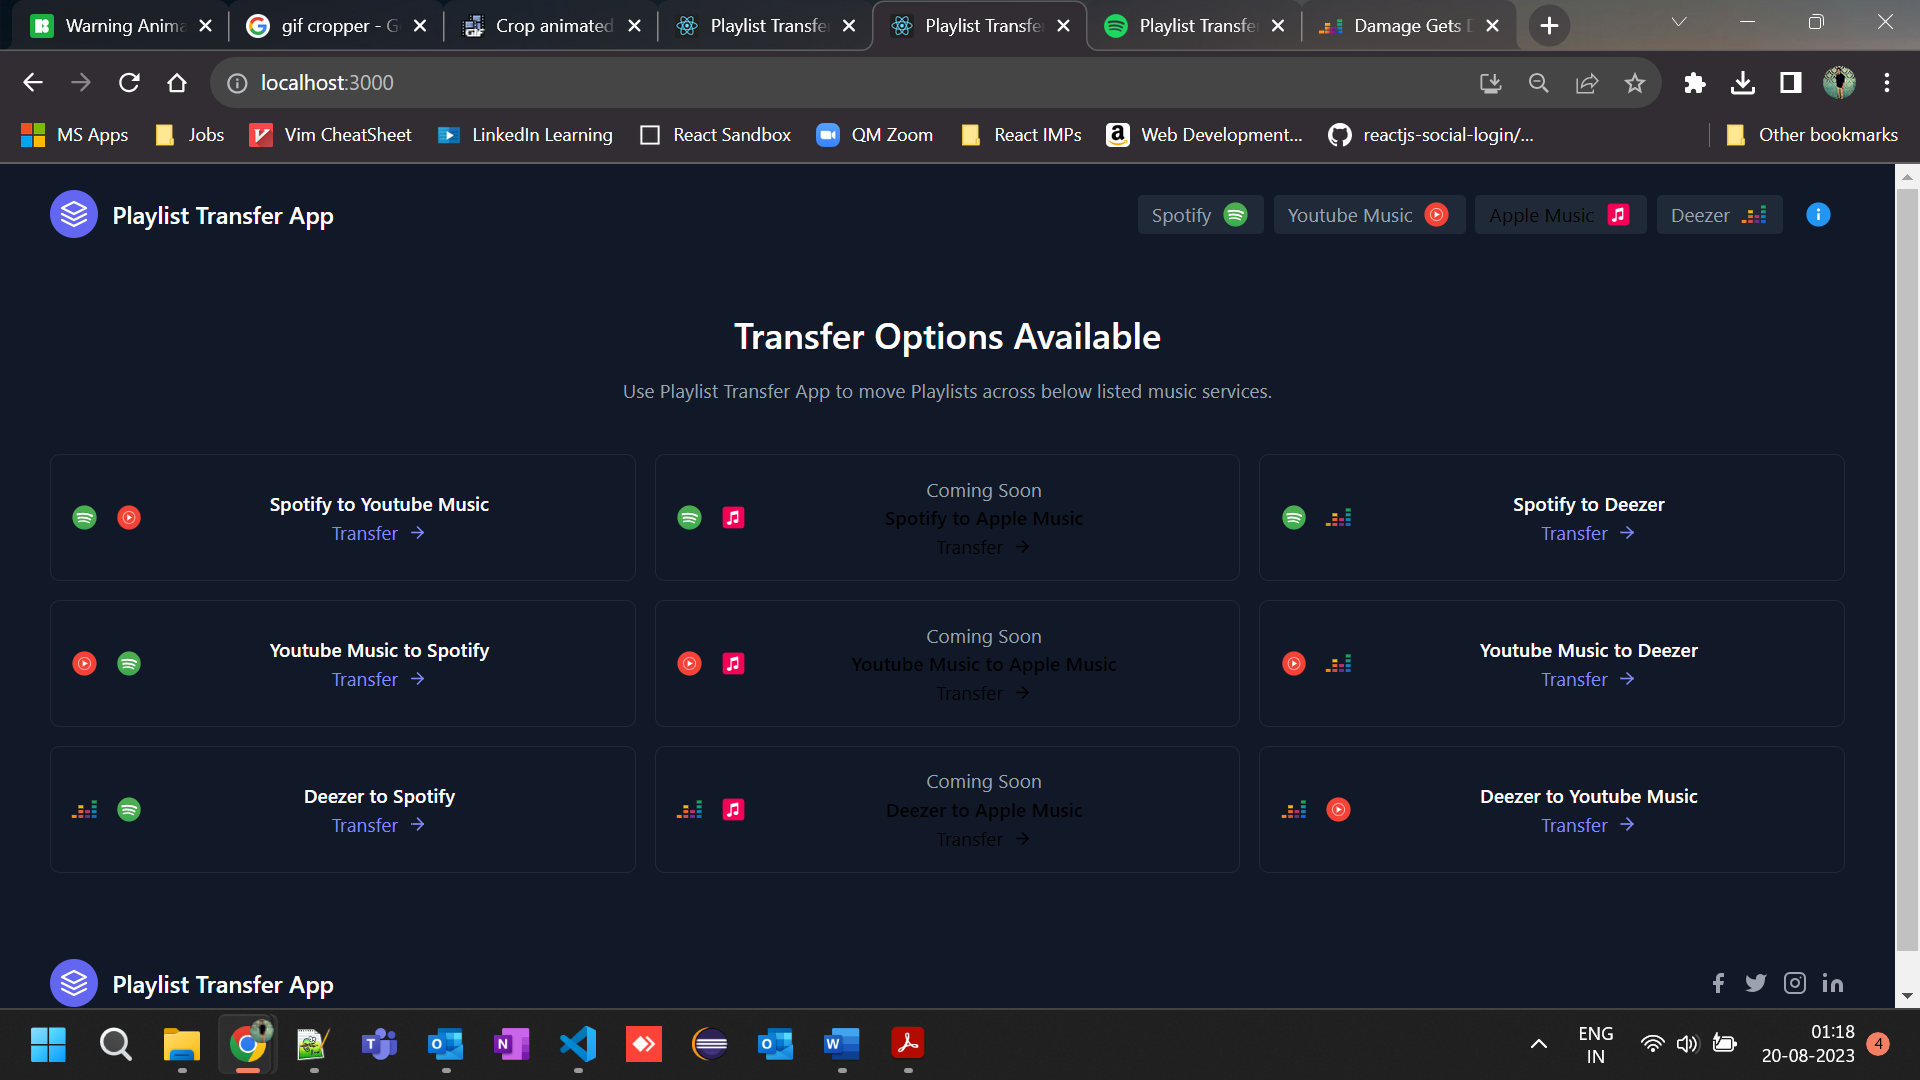 Warning Anima
gif cropper - G
Crop animated
Playlist Transfe
Playlist Transfe
Playlist Transfe
Damage Gets D
localhost:3000
MS Apps
Jobs
Vim CheatSheet
LinkedIn Learning
React Sandbox
QM Zoom
React IMPs
Web Development...
reactjs-social-login/...
Other bookmarks
Playlist Transfer App
Spotify
Youtube Music
Apple Music
Deezer
Transfer Options Available
Use Playlist Transfer App to move Playlists across below listed music services.
Spotify to Youtube Music
Transfer →
Coming Soon
Spotify to Apple Music
Transfer →
Spotify to Deezer
Transfer →
Youtube Music to Spotify
Transfer →
Coming Soon
Youtube Music to Apple Music
Transfer →
Youtube Music to Deezer
Transfer →
Deezer to Spotify
Transfer →
Coming Soon
Deezer to Apple Music
Transfer →
Deezer to Youtube Music
Transfer →
Playlist Transfer App
ENG
IN
01:18
20-08-2023
4